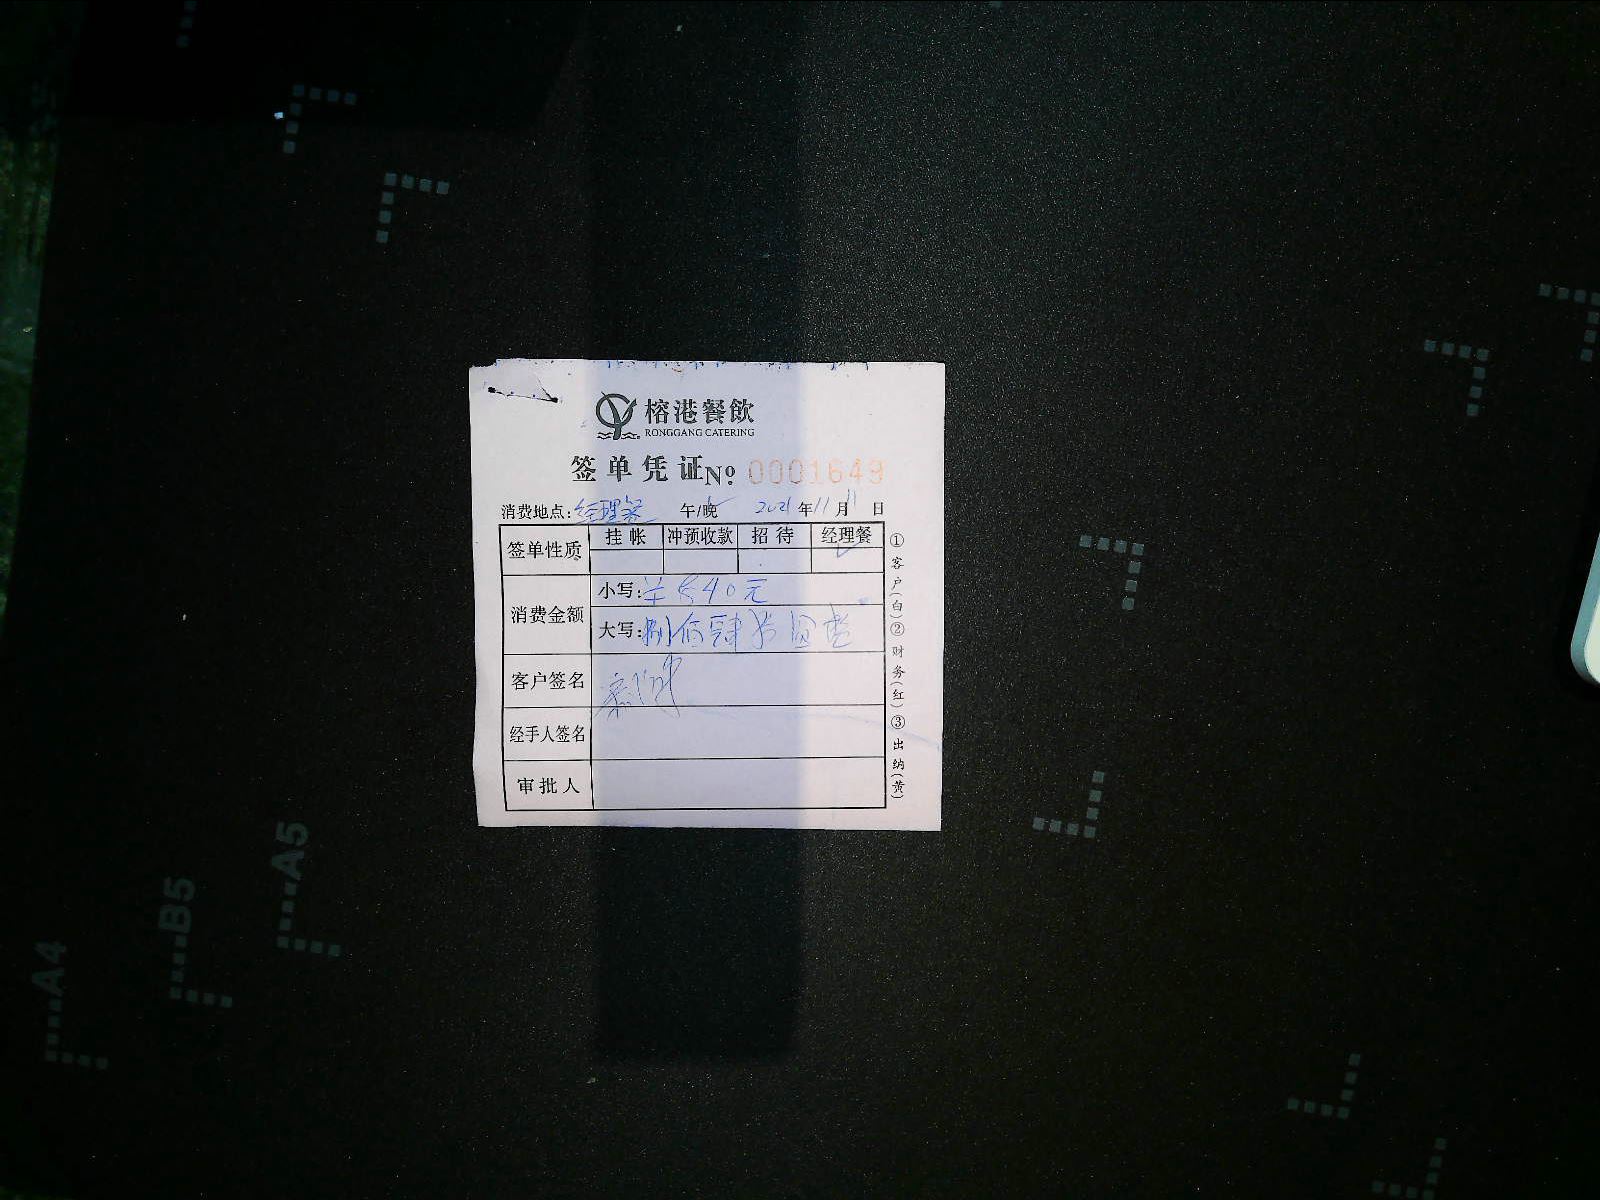 榕港餐飲
RONGGANG CATERING
签单凭证 No: 0001649
消费地点: 经理餐 午/晚 2021年11月11日
签单性质 挂帐 冲预收款 招待 经理餐
消费金额 小写: 840元
大写: 捌佰肆拾圆整
客户签名
经手人签名
审批人
①客户(白)②财务(红)③出纳(黄)
A5
B5
A4